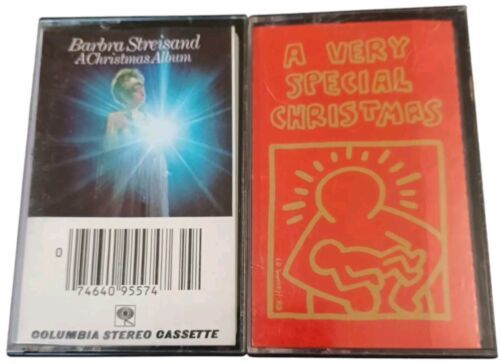 Barbra Streisand
A Christmas Album
0
74640 95574
COLUMBIA STEREO CASSETTE
A VERY
SPECIAL
CHRISTMAS